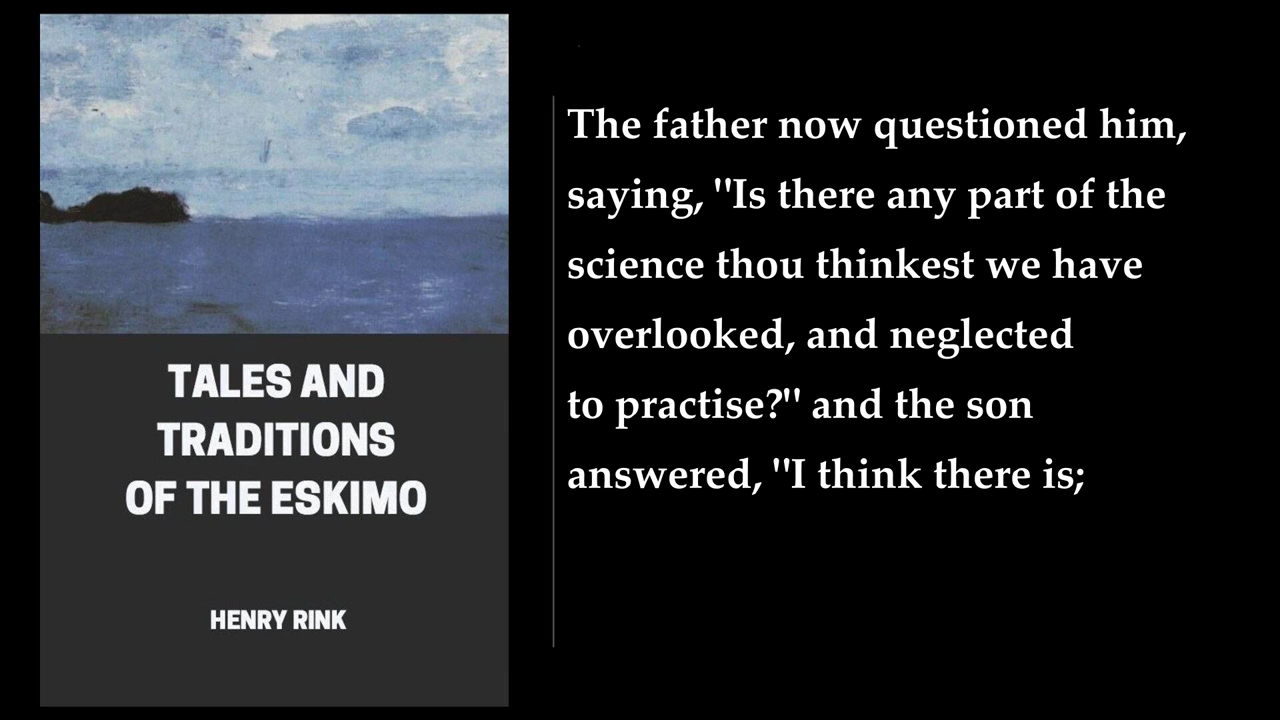 TALES AND
TRADITIONS
OF THE ESKIMO
HENRY RINK
The father now questioned him,
saying, "Is there any part of the
science thou thinkest we have
overlooked, and neglected
to practise?" and the son
answered, "I think there is;